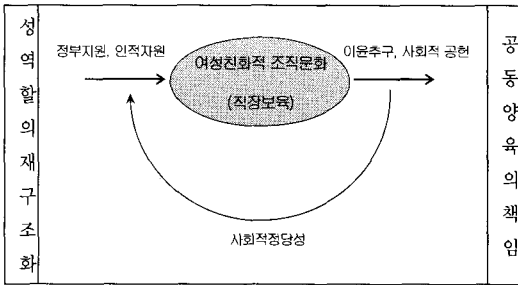 성역할의재구조화
정부지원, 인적자원
여성친화적 조직문화
(직장보육)
이윤추구, 사회적 공헌
사회적정당성
공동양육의책임